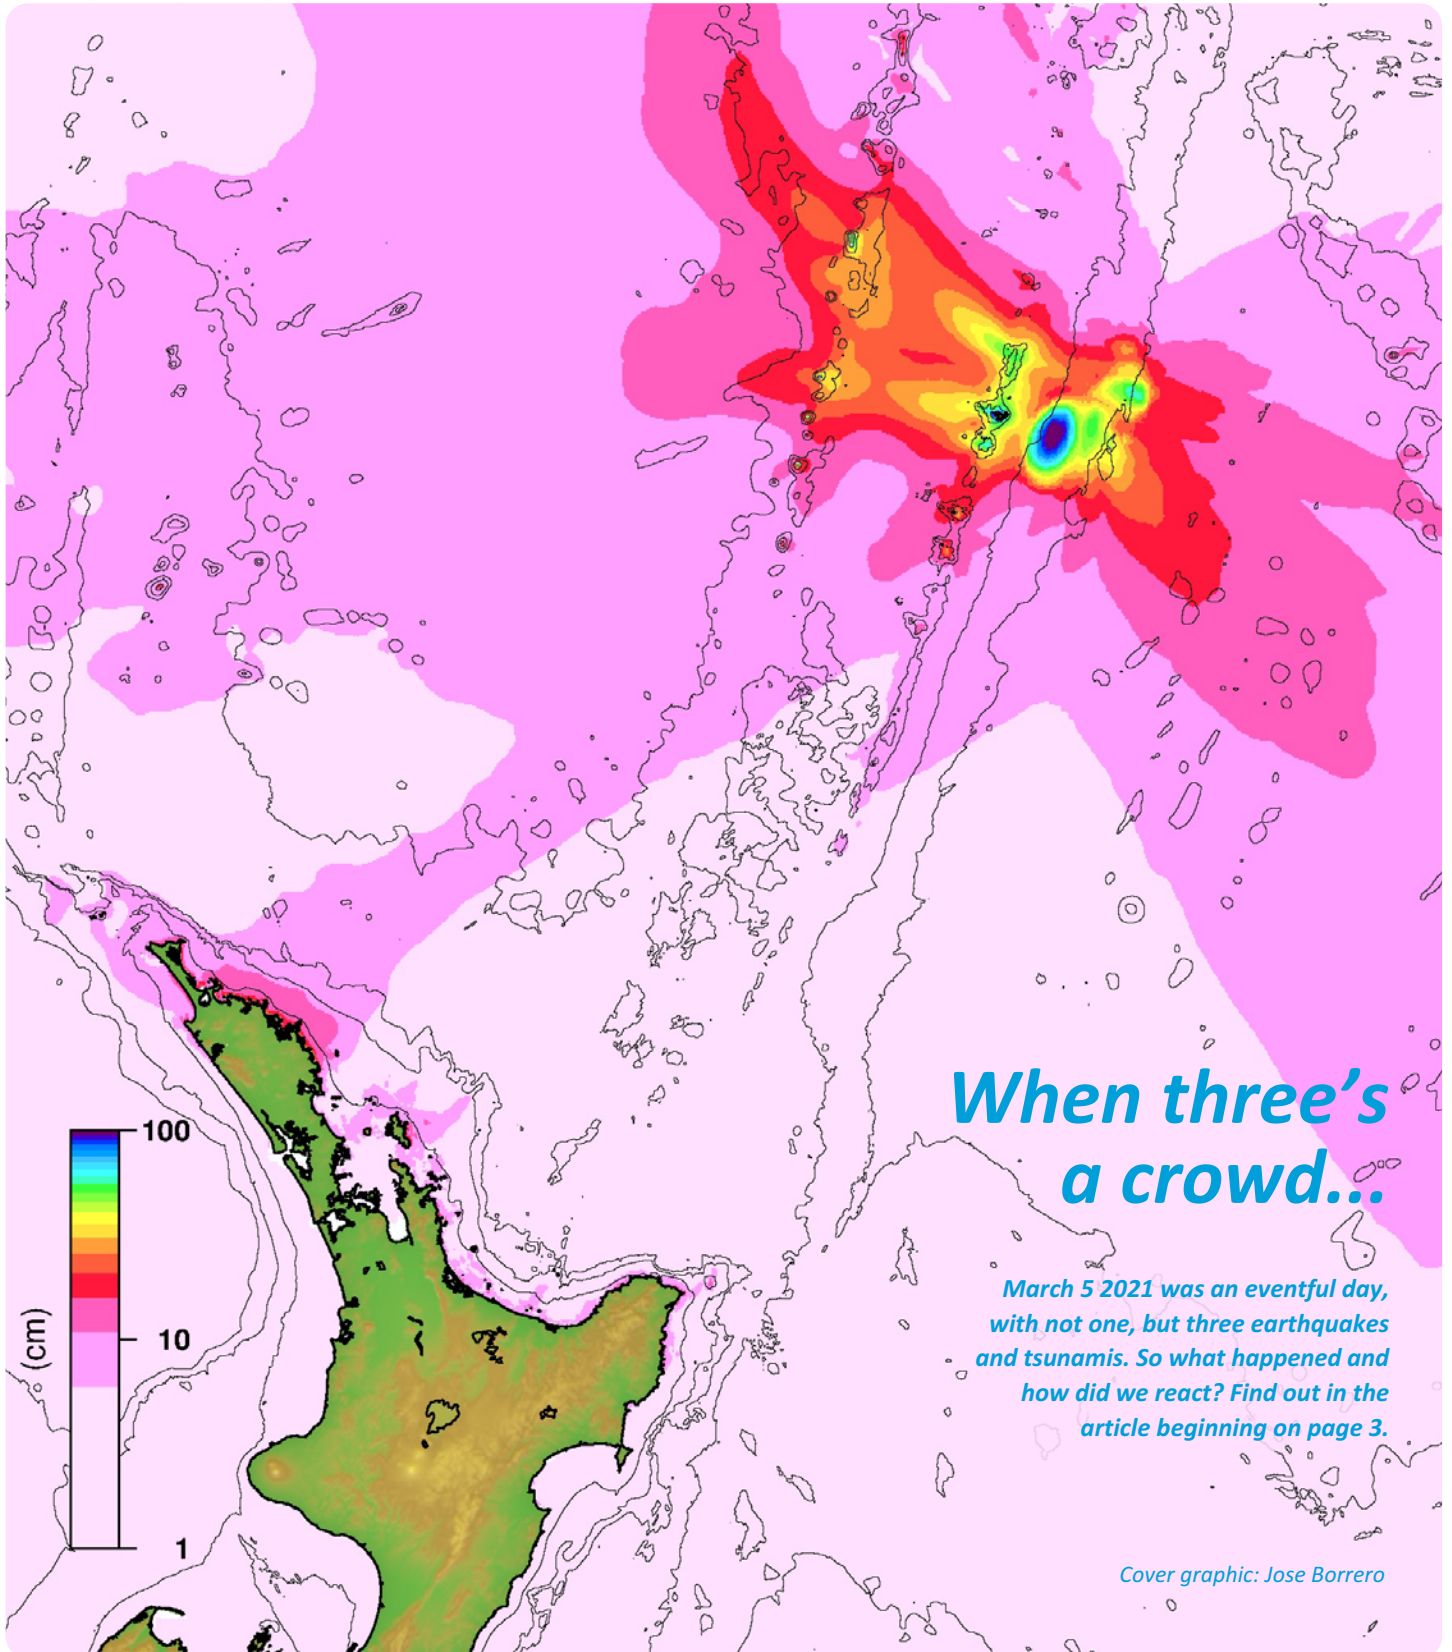 When three’s
a crowd...
100
March 5 2021 was an eventful day,
with not one, but three earthquakes
and tsunamis. So what happened and
how did we react? Find out in the
article beginning on page 3.
(cm)
10
1
Cover graphic: Jose Borrero